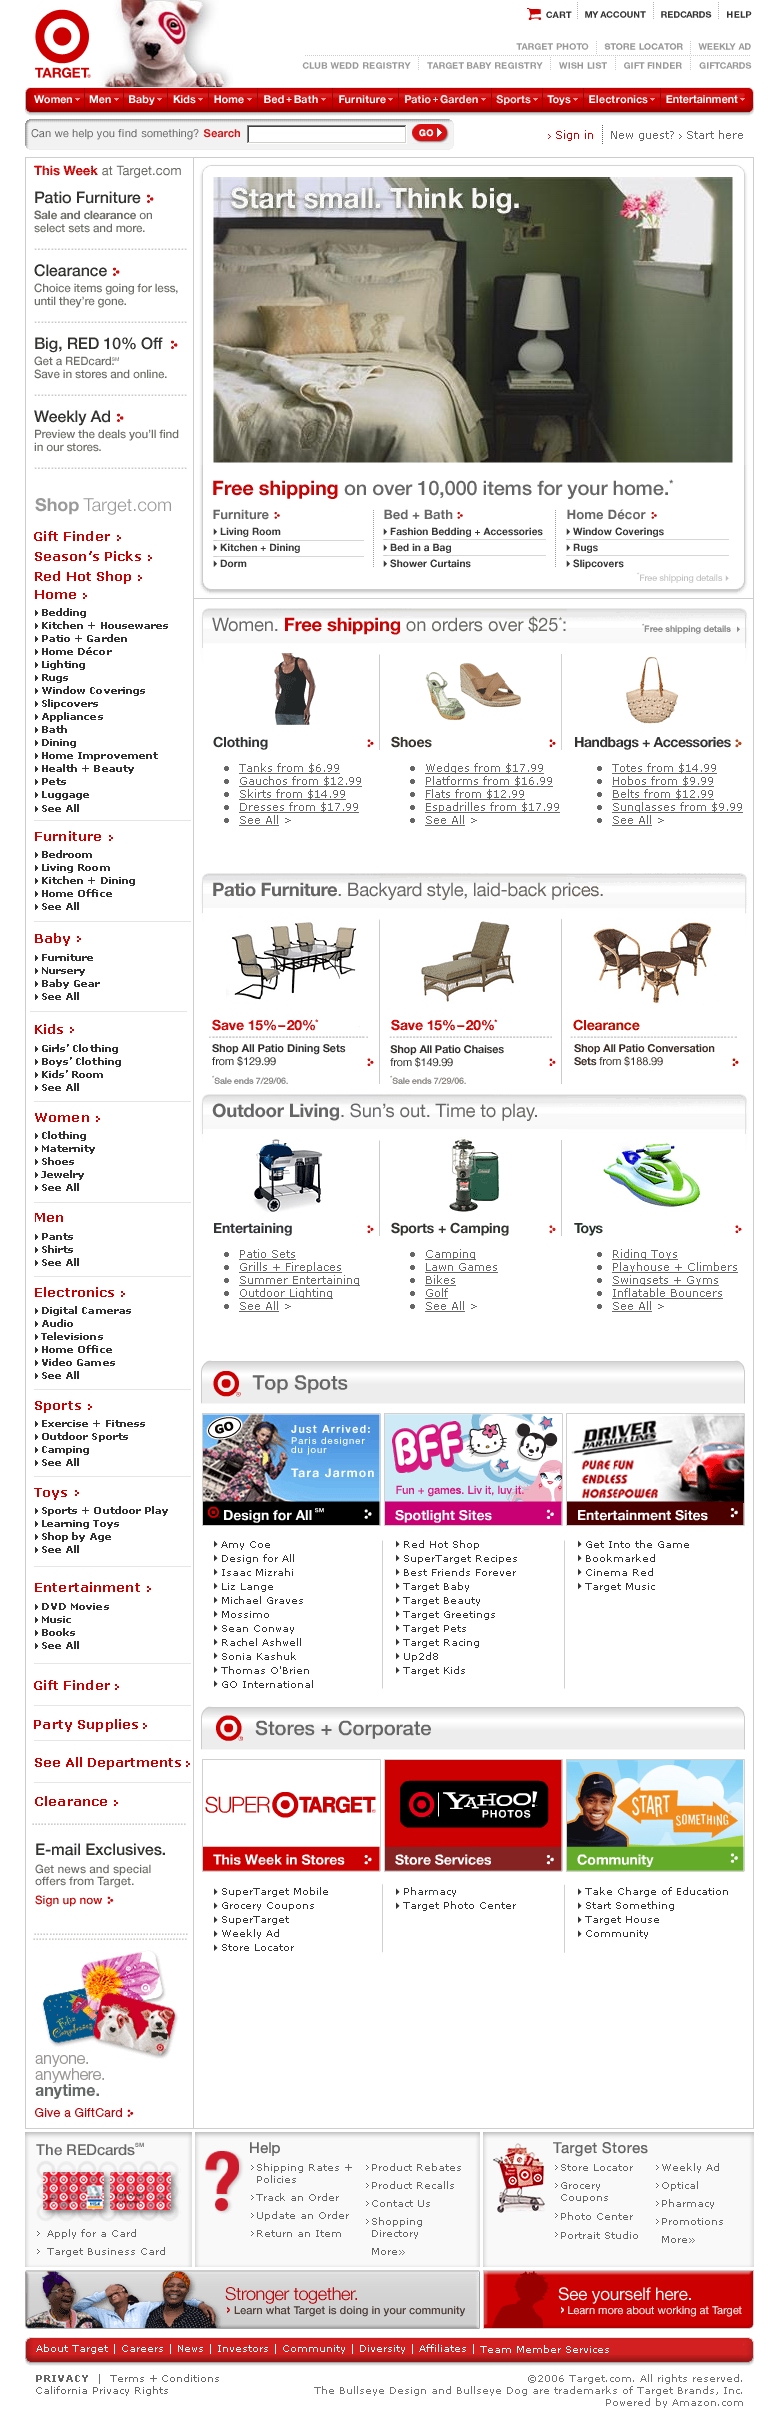 TARGET
CART
MY ACCOUNT
REDCARDS
HELP
TARGET PHOTO
STORE LOCATOR
WEEKLY AD
CLUB WEDD REGISTRY
TARGET BABY REGISTRY
WISH LIST
GIFT FINDER
GIFTCARDS
Women Men Baby Kids Home Bed + Bath Furniture Patio + Garden Sports Toys Electronics Entertainment
Can we help you find something? Search
GO
Sign in
New guest? › Start here
This Week at Target.com
Patio Furniture
Sale and clearance on
select sets and more.
Clearance
Choice items going for less,
until they're gone.
Big, RED 10% Off
Get a REDcard.SM
Save in stores and online.
Weekly Ad
Preview the deals you'll find
in our stores.
Shop Target.com
Gift Finder
Season's Picks
Red Hot Shop
Home
Bedding
Kitchen + Housewares
Patio + Garden
Home Décor
Lighting
Rugs
Window Coverings
Slipcovers
Appliances
Bath
Dining
Home Improvement
Health + Beauty
Pets
Luggage
See All
Furniture
Bedroom
Living Room
Kitchen + Dining
Home Office
See All
Baby
Furniture
Nursery
Baby Gear
See All
Kids
Girls' Clothing
Boys' Clothing
Kids' Room
See All
Women
Clothing
Maternity
Shoes
Jewelry
See All
Men
Pants
Shirts
See All
Electronics
Digital Cameras
Audio
Televisions
Home Office
Video Games
See All
Sports
Exercise + Fitness
Outdoor Sports
Camping
See All
Toys
Sports + Outdoor Play
Learning Toys
Shop by Age
See All
Entertainment
DVD Movies
Music
Books
See All
Gift Finder
Party Supplies
See All Departments
Clearance
E-mail Exclusives.
Get news and special
offers from Target.
Sign up now
anyone.
anywhere.
anytime.
Give a GiftCard
Start small. Think big.
Free shipping on over 10,000 items for your home.*
Furniture
Living Room
Kitchen + Dining
Dorm
Bed + Bath
Fashion Bedding + Accessories
Bed in a Bag
Shower Curtains
Home Décor
Window Coverings
Rugs
Slipcovers
*Free shipping details
Women. Free shipping on orders over $25*:
*Free shipping details
Clothing
Tanks from $6.99
Gauchos from $12.99
Skirts from $14.99
Dresses from $17.99
See All >
Shoes
Wedges from $17.99
Platforms from $16.99
Flats from $12.99
Espadrilles from $17.99
See All >
Handbags + Accessories
Totes from $14.99
Hobos from $9.99
Belts from $12.99
Sunglasses from $9.99
See All >
Patio Furniture. Backyard style, laid-back prices.
Save 15%–20%*
Shop All Patio Dining Sets
from $129.99
*Sale ends 7/29/06.
Save 15%–20%*
Shop All Patio Chaises
from $149.99
*Sale ends 7/29/06.
Clearance
Shop All Patio Conversation
Sets from $188.99
Outdoor Living. Sun's out. Time to play.
Entertaining
Patio Sets
Grills + Fireplaces
Summer Entertaining
Outdoor Lighting
See All >
Sports + Camping
Camping
Lawn Games
Bikes
Golf
See All >
Toys
Riding Toys
Playhouse + Climbers
Swingsets + Gyms
Inflatable Bouncers
See All >
Top Spots
GO
Just Arrived:
Paris designer
du jour
Tara Jarmon
Design for All SM
Amy Coe
Design for All
Isaac Mizrahi
Liz Lange
Michael Graves
Mossimo
Sean Conway
Rachel Ashwell
Sonia Kashuk
Thomas O'Brien
GO International
BFF
Fun + games. Liv it, luv it.
Spotlight Sites
Red Hot Shop
SuperTarget Recipes
Best Friends Forever
Target Baby
Target Beauty
Target Greetings
Target Pets
Target Racing
Up2d8
Target Kids
DRIVER
PARALLEL LINES
PURE FUN
ENDLESS
HORSEPOWER
Entertainment Sites
Get Into the Game
Bookmarked
Cinema Red
Target Music
Stores + Corporate
SUPER TARGET
This Week in Stores
SuperTarget Mobile
Grocery Coupons
SuperTarget
Weekly Ad
Store Locator
YAHOO!
PHOTOS
Store Services
Pharmacy
Target Photo Center
START
SOMETHING
Community
Take Charge of Education
Start Something
Target House
Community
The REDcards SM
Apply for a Card
Target Business Card
Help
Shipping Rates +
Policies
Track an Order
Update an Order
Return an Item
Product Rebates
Product Recalls
Contact Us
Shopping
Directory
More»
Target Stores
Store Locator
Grocery
Coupons
Photo Center
Portrait Studio
Weekly Ad
Optical
Pharmacy
Promotions
More»
Stronger together.
Learn what Target is doing in your community
See yourself here.
Learn more about working at Target
About Target | Careers | News | Investors | Community | Diversity | Affiliates | Team Member Services
PRIVACY | Terms + Conditions
California Privacy Rights
©2006 Target.com. All rights reserved.
The Bullseye Design and Bullseye Dog are trademarks of Target Brands, Inc.
Powered by Amazon.com